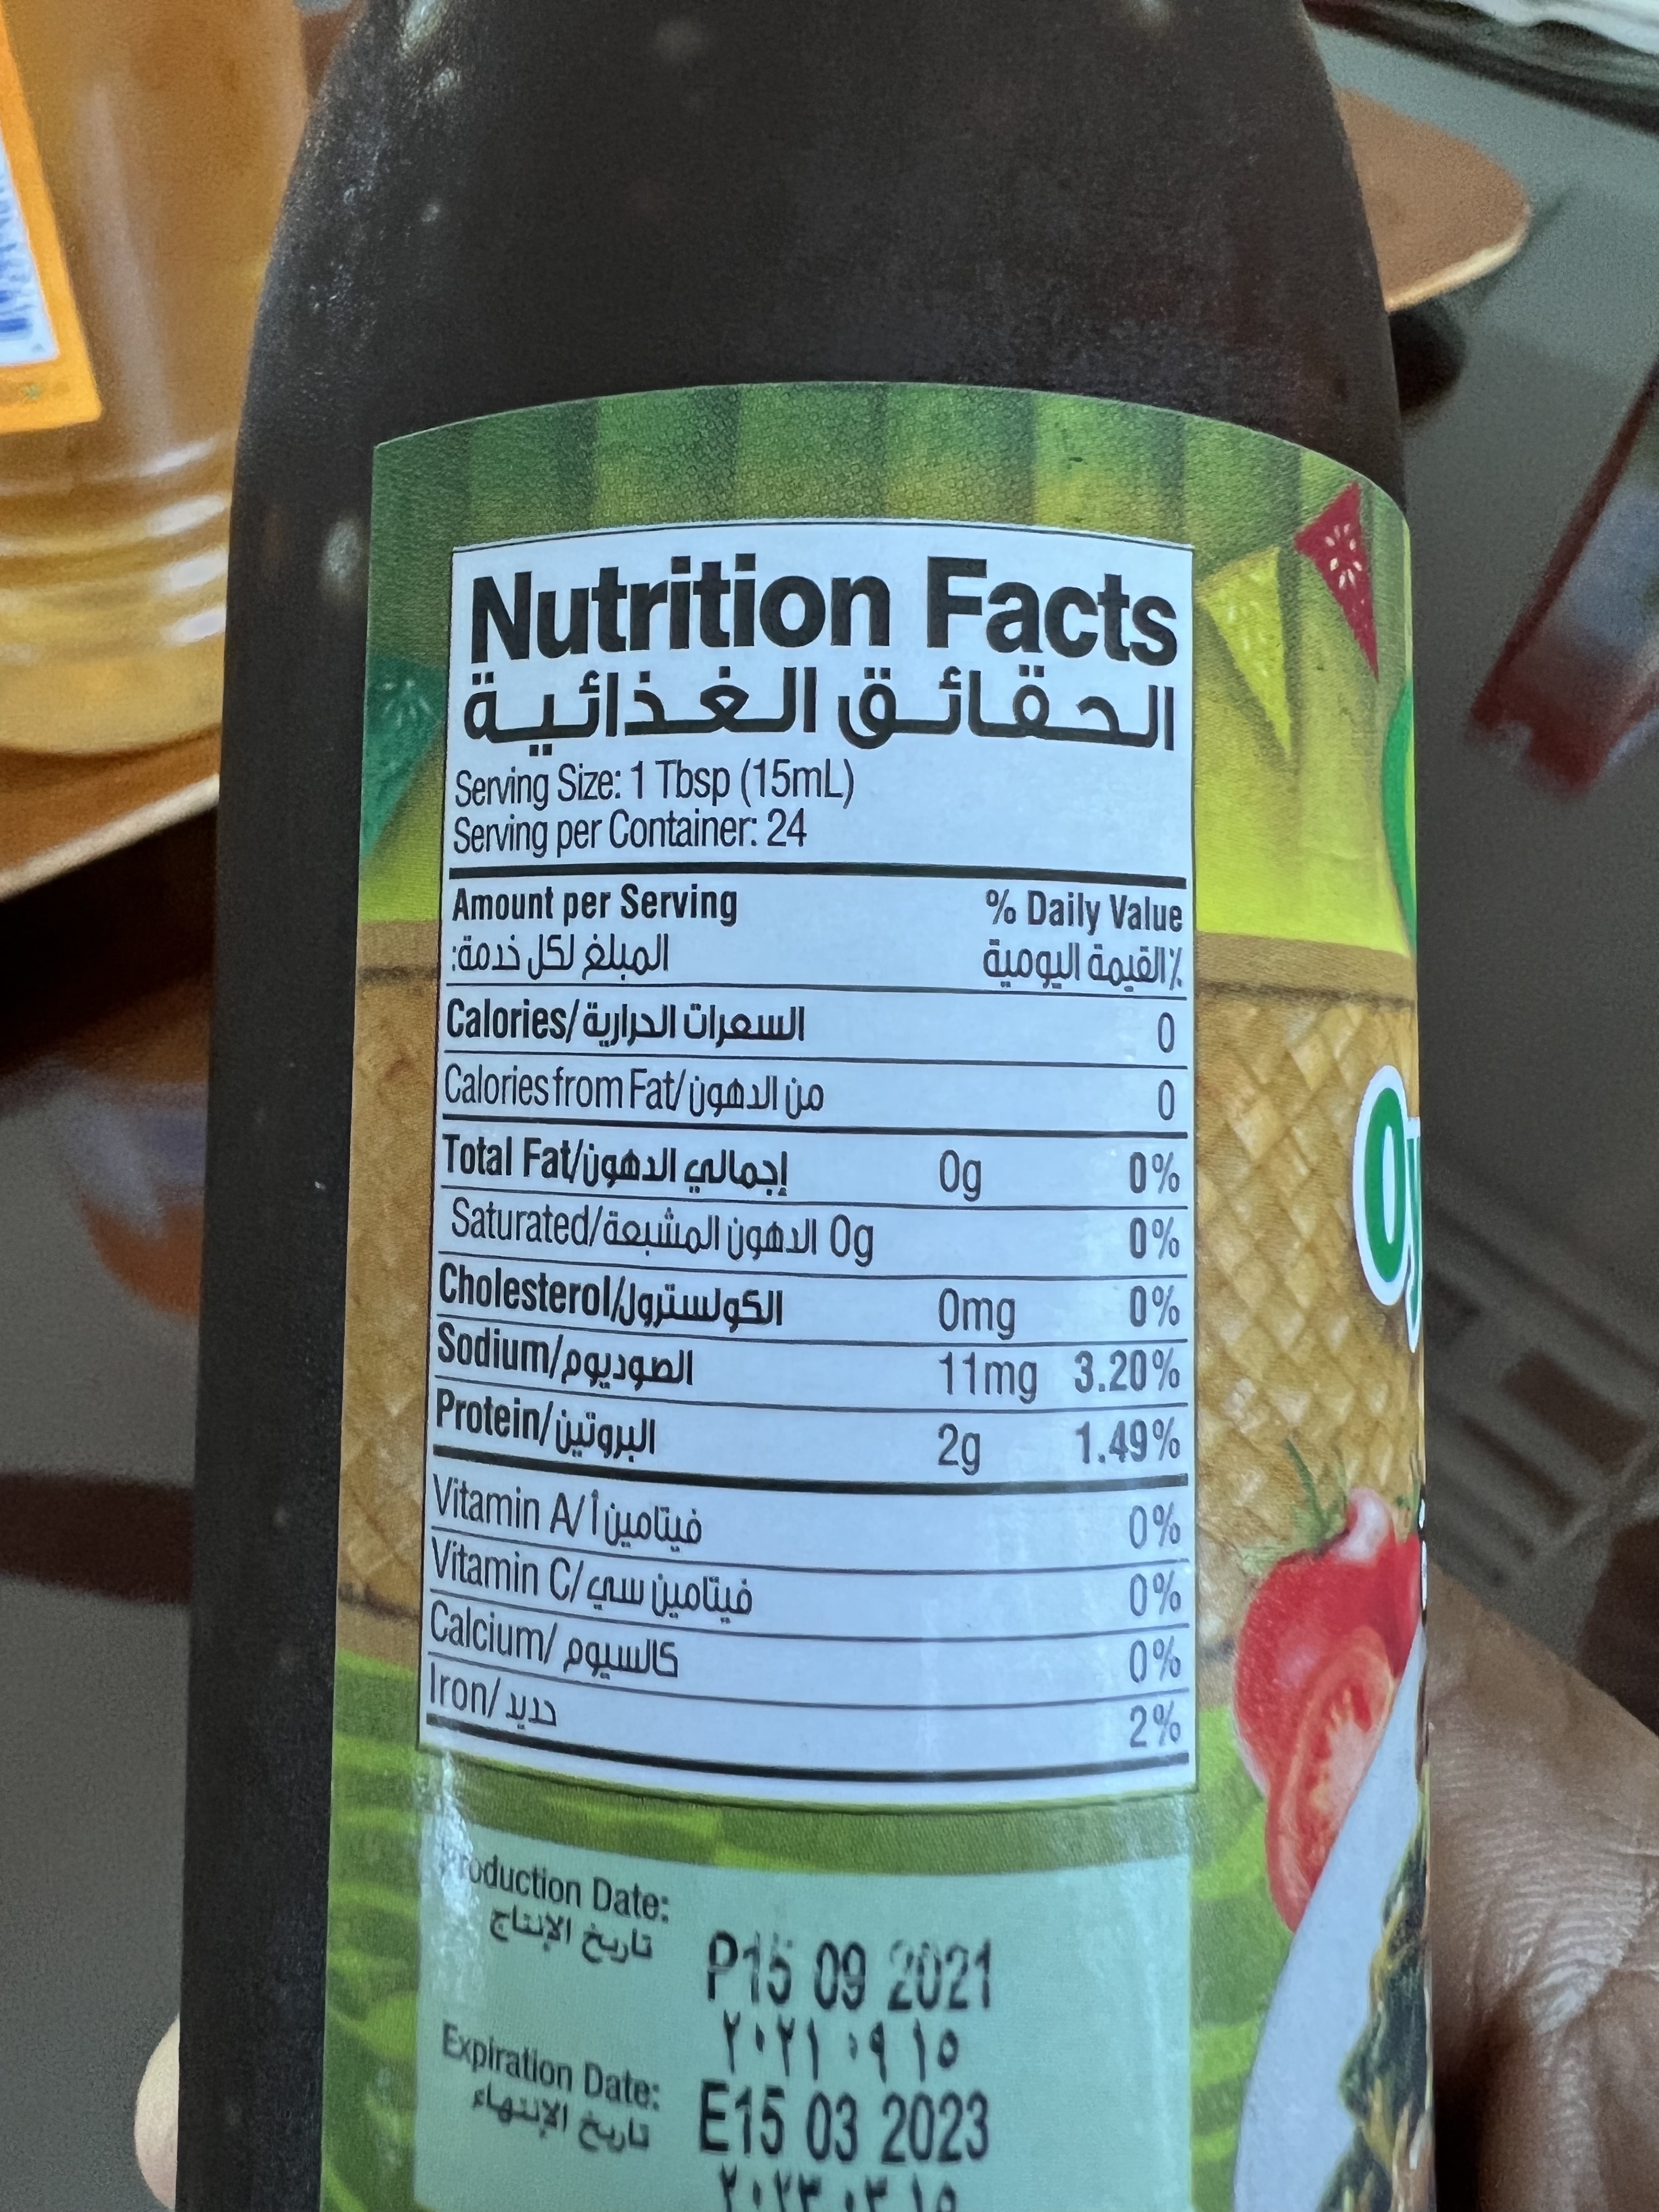 Nutrition Facts
الحقائق الغذائية
Serving Size: 1 Tbsp (15mL)
Serving per Container: 24
Amount per Serving % Daily Value
المبلغ لكل خدمة: ٪القيمة اليومية
Calories/السعرات الحرارية 0
Calories from Fat/من الدهون 0
Total Fat/إجمالي الدهون 0g 0%
Saturated/الدهون المشبعة 0g 0%
Cholesterol/الكولسترول 0mg 0%
Sodium/الصوديوم 11mg 3.20%
Protein/البروتين 2g 1.49%
Vitamin A/فيتامين أ 0%
Vitamin C/فيتامين سي 0%
Calcium/كالسيوم 0%
Iron/حديد 2%
Production Date:
تاريخ الإنتاج
P15 09 2021
١٥ ٠٩ ٢٠٢١
Expiration Date:
تاريخ الإنتهاء
E15 03 2023
١٥ ٠٣ ٢٠٢٣
Oy